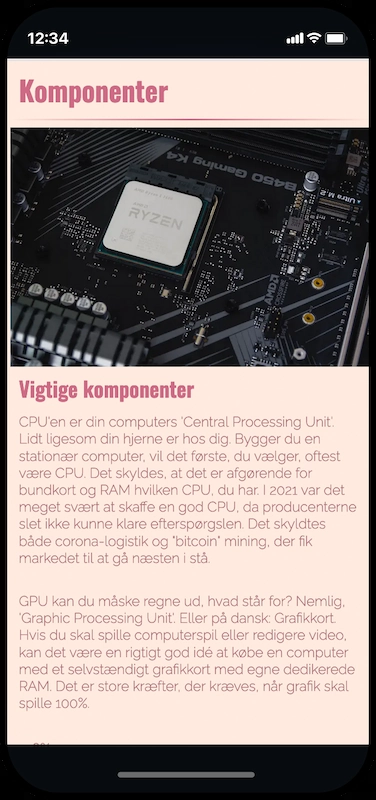 12:34
Komponenter
B450 Gaming K4
Ultra M.2
RYZEN
AMD
Vigtige komponenter
CPU'en er din computers 'Central Processing Unit'.
Lidt ligesom din hjerne er hos dig. Bygger du en
stationær computer, vil det første, du vælger, oftest
være CPU. Det skyldes, at det er afgørende for
bundkort og RAM hvilken CPU, du har. I 2021 var det
meget svært at skaffe en god CPU, da producenterne
slet ikke kunne klare efterspørgslen. Det skyldtes
både corona-logistik og "bitcoin" mining, der fik
markedet til at gå næsten i stå.
GPU kan du måske regne ud, hvad står for? Nemlig,
'Graphic Processing Unit'. Eller på dansk: Grafikkort.
Hvis du skal spille computerspil eller redigere video,
kan det være en rigtigt god idé at købe en computer
med et selvstændigt grafikkort med egne dedikerede
RAM. Det er store kræfter, der kræves, når grafik skal
spille 100%.